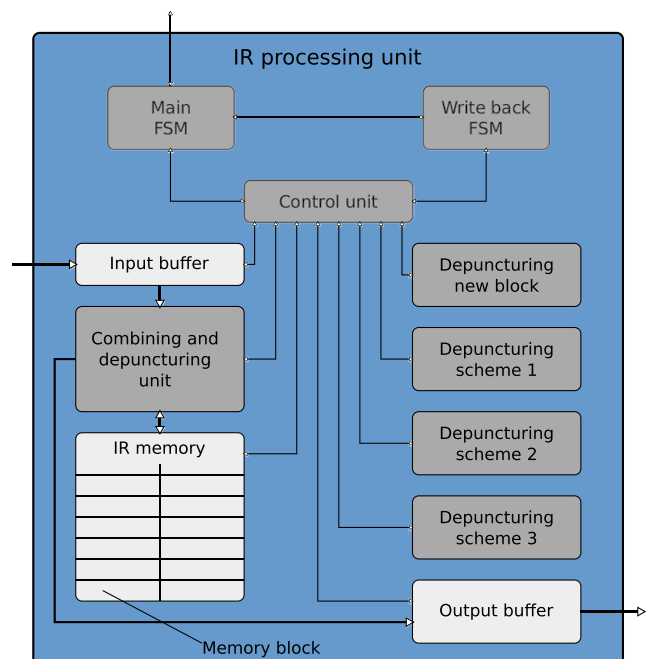 IR processing unit
Main
FSM
Write back
FSM
Control unit
Input buffer
Depuncturing
new block
Combining and
depuncturing
unit
Depuncturing
scheme 1
Depuncturing
scheme 2
IR memory
Depuncturing
scheme 3
Output buffer
Memory block